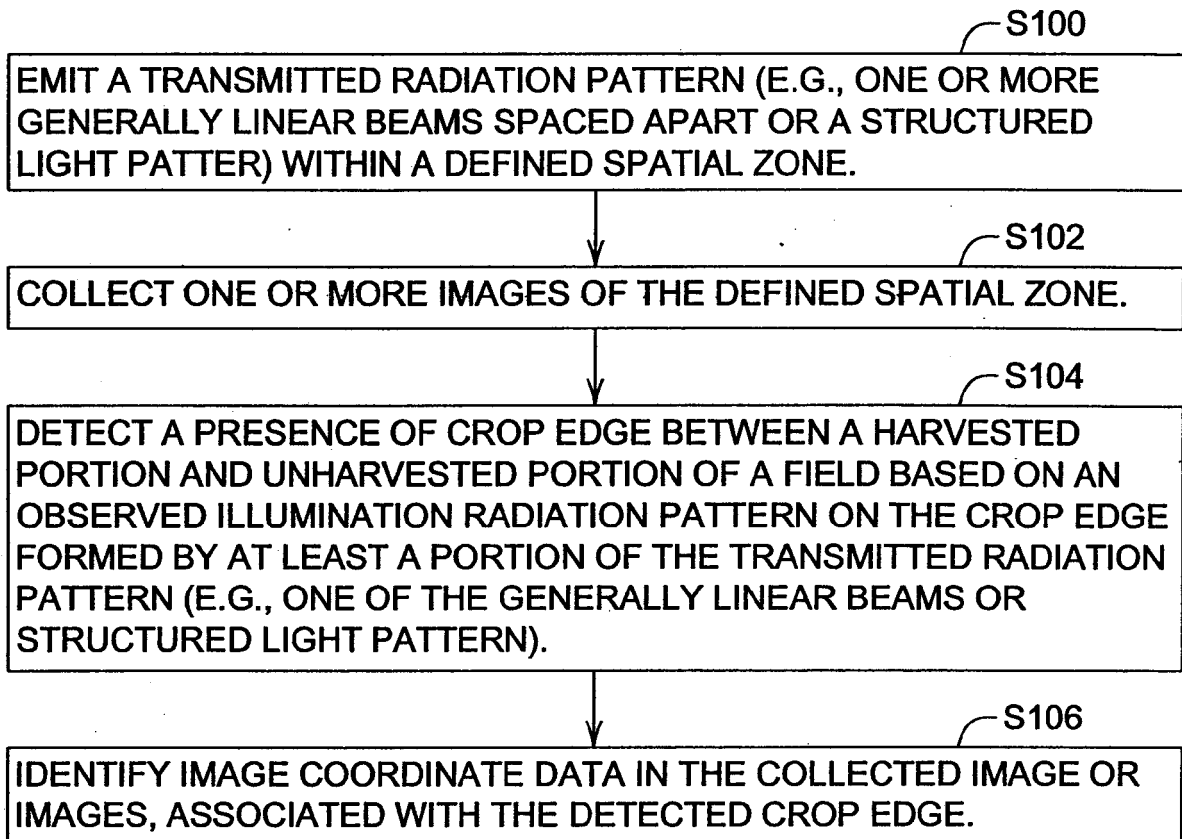 S100
EMIT A TRANSMITTED RADIATION PATTERN (E.G., ONE OR MORE
GENERALLY LINEAR BEAMS SPACED APART OR A STRUCTURED
LIGHT PATTER) WITHIN A DEFINED SPATIAL ZONE.
S102
COLLECT ONE OR MORE IMAGES OF THE DEFINED SPATIAL ZONE.
S104
DETECT A PRESENCE OF CROP EDGE BETWEEN A HARVESTED
PORTION AND UNHARVESTED PORTION OF A FIELD BASED ON AN
OBSERVED ILLUMINATION RADIATION PATTERN ON THE CROP EDGE
FORMED BY AT LEAST A PORTION OF THE TRANSMITTED RADIATION
PATTERN (E.G., ONE OF THE GENERALLY LINEAR BEAMS OR
STRUCTURED LIGHT PATTERN).
S106
IDENTIFY IMAGE COORDINATE DATA IN THE COLLECTED IMAGE OR
IMAGES, ASSOCIATED WITH THE DETECTED CROP EDGE.